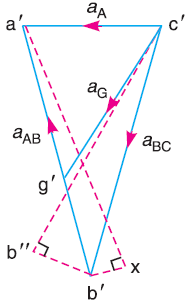 a′ a_A c′
a_G
a_AB a_BC
g′
b′′ x
b′